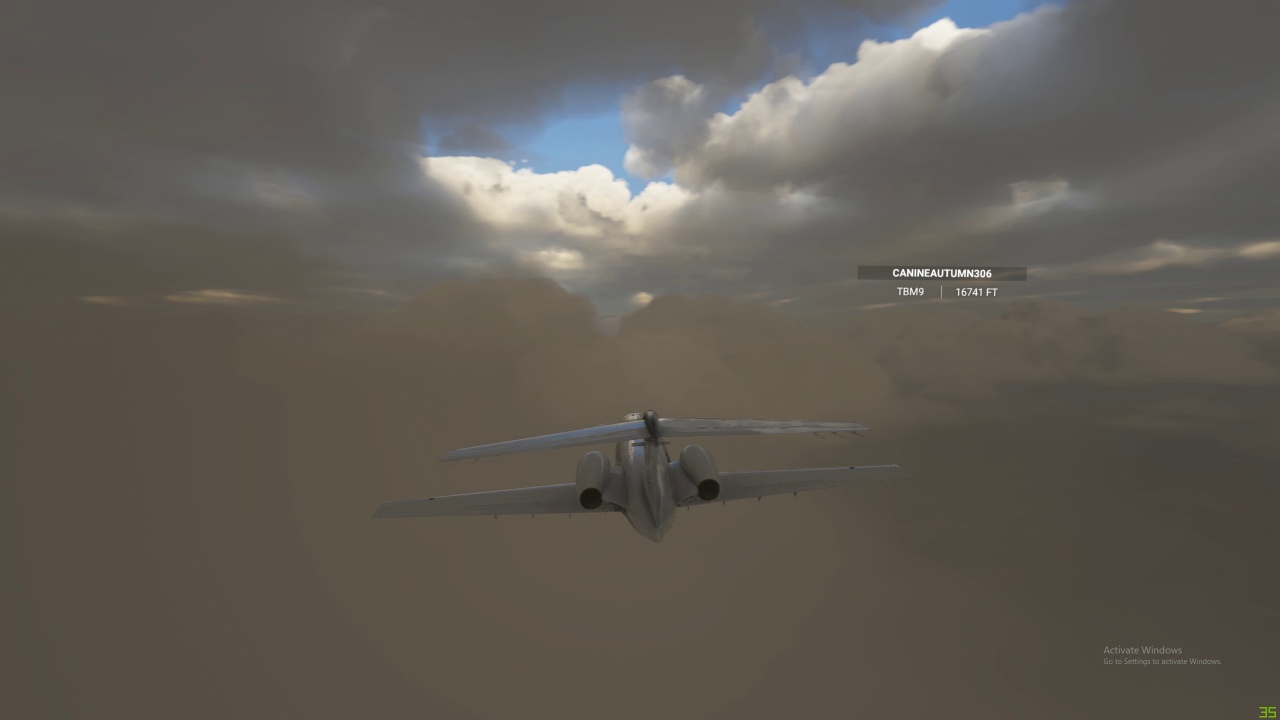 CANINEAUTUMN306
TBM9 | 16741 FT
Activate Windows
Go to Settings to activate Windows.
35